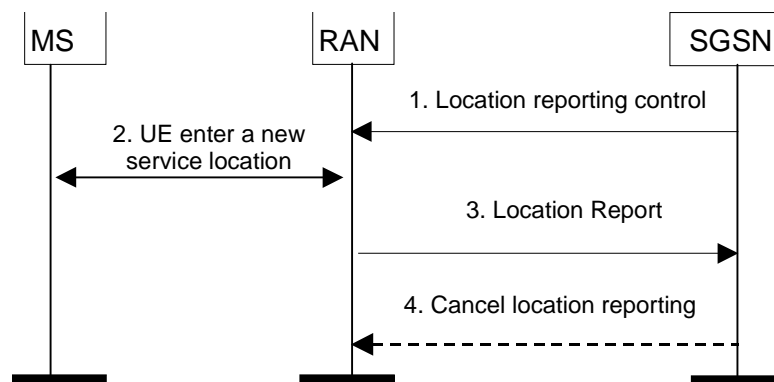 MS
RAN
SGSN
1. Location reporting control
2. UE enter a new
service location
3. Location Report
4. Cancel location reporting